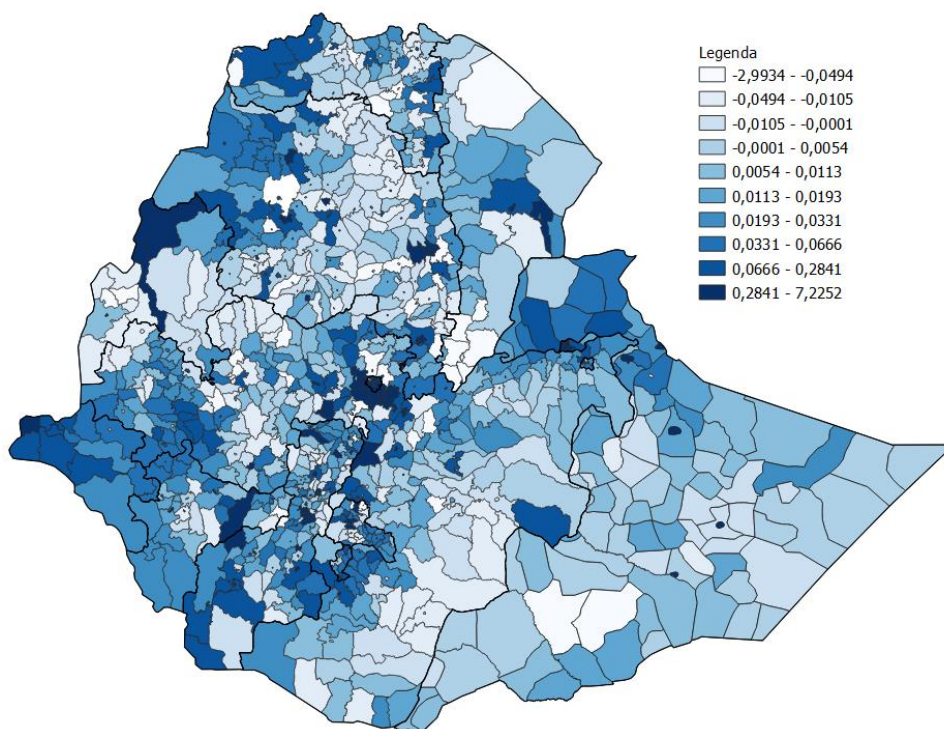 Legenda
-2,9934 - -0,0494
-0,0494 - -0,0105
-0,0105 - -0,0001
-0,0001 - 0,0054
0,0054 - 0,0113
0,0113 - 0,0193
0,0193 - 0,0331
0,0331 - 0,0666
0,0666 - 0,2841
0,2841 - 7,2252